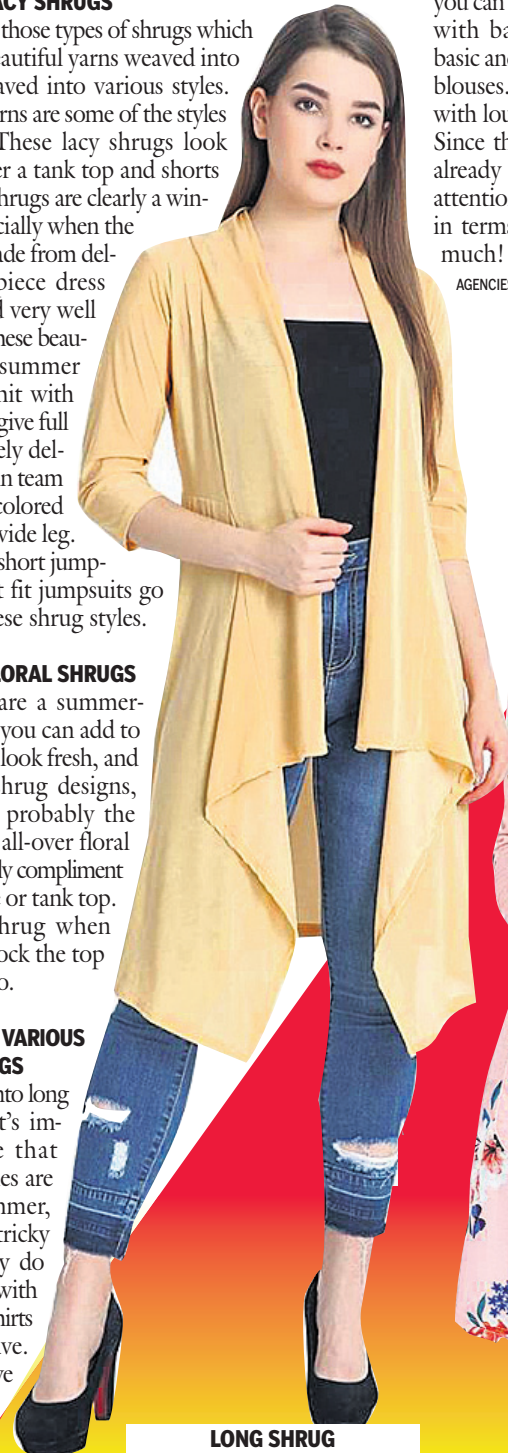 LACY SHRUGS
those types of shrugs which
eautiful yarns weaved into
aved into various styles.
rns are some of the styles
These lacy shrugs look
er a tank top and shorts
hrugs are clearly a win-
cially when the
ade from del-
piece dress
d very well
hese beau-
summer
hit with
give full
ely del-
n team
colored
wide leg.
short jump-
t fit jumpsuits go
ese shrug styles.
LORAL SHRUGS
are a summer-
you can add to
look fresh, and
hrug designs,
probably the
all-over floral
ly compliment
e or tank top.
hrug when
ock the top
o.
VARIOUS
GS
nto long
t's im-
e that
es are
mmer,
tricky
y do
with
hirts
ve.
ve
you can
with ba
basic and
blouses.
with lou
Since th
already
attention
in terms
much!
AGENCIES
LONG SHRUG